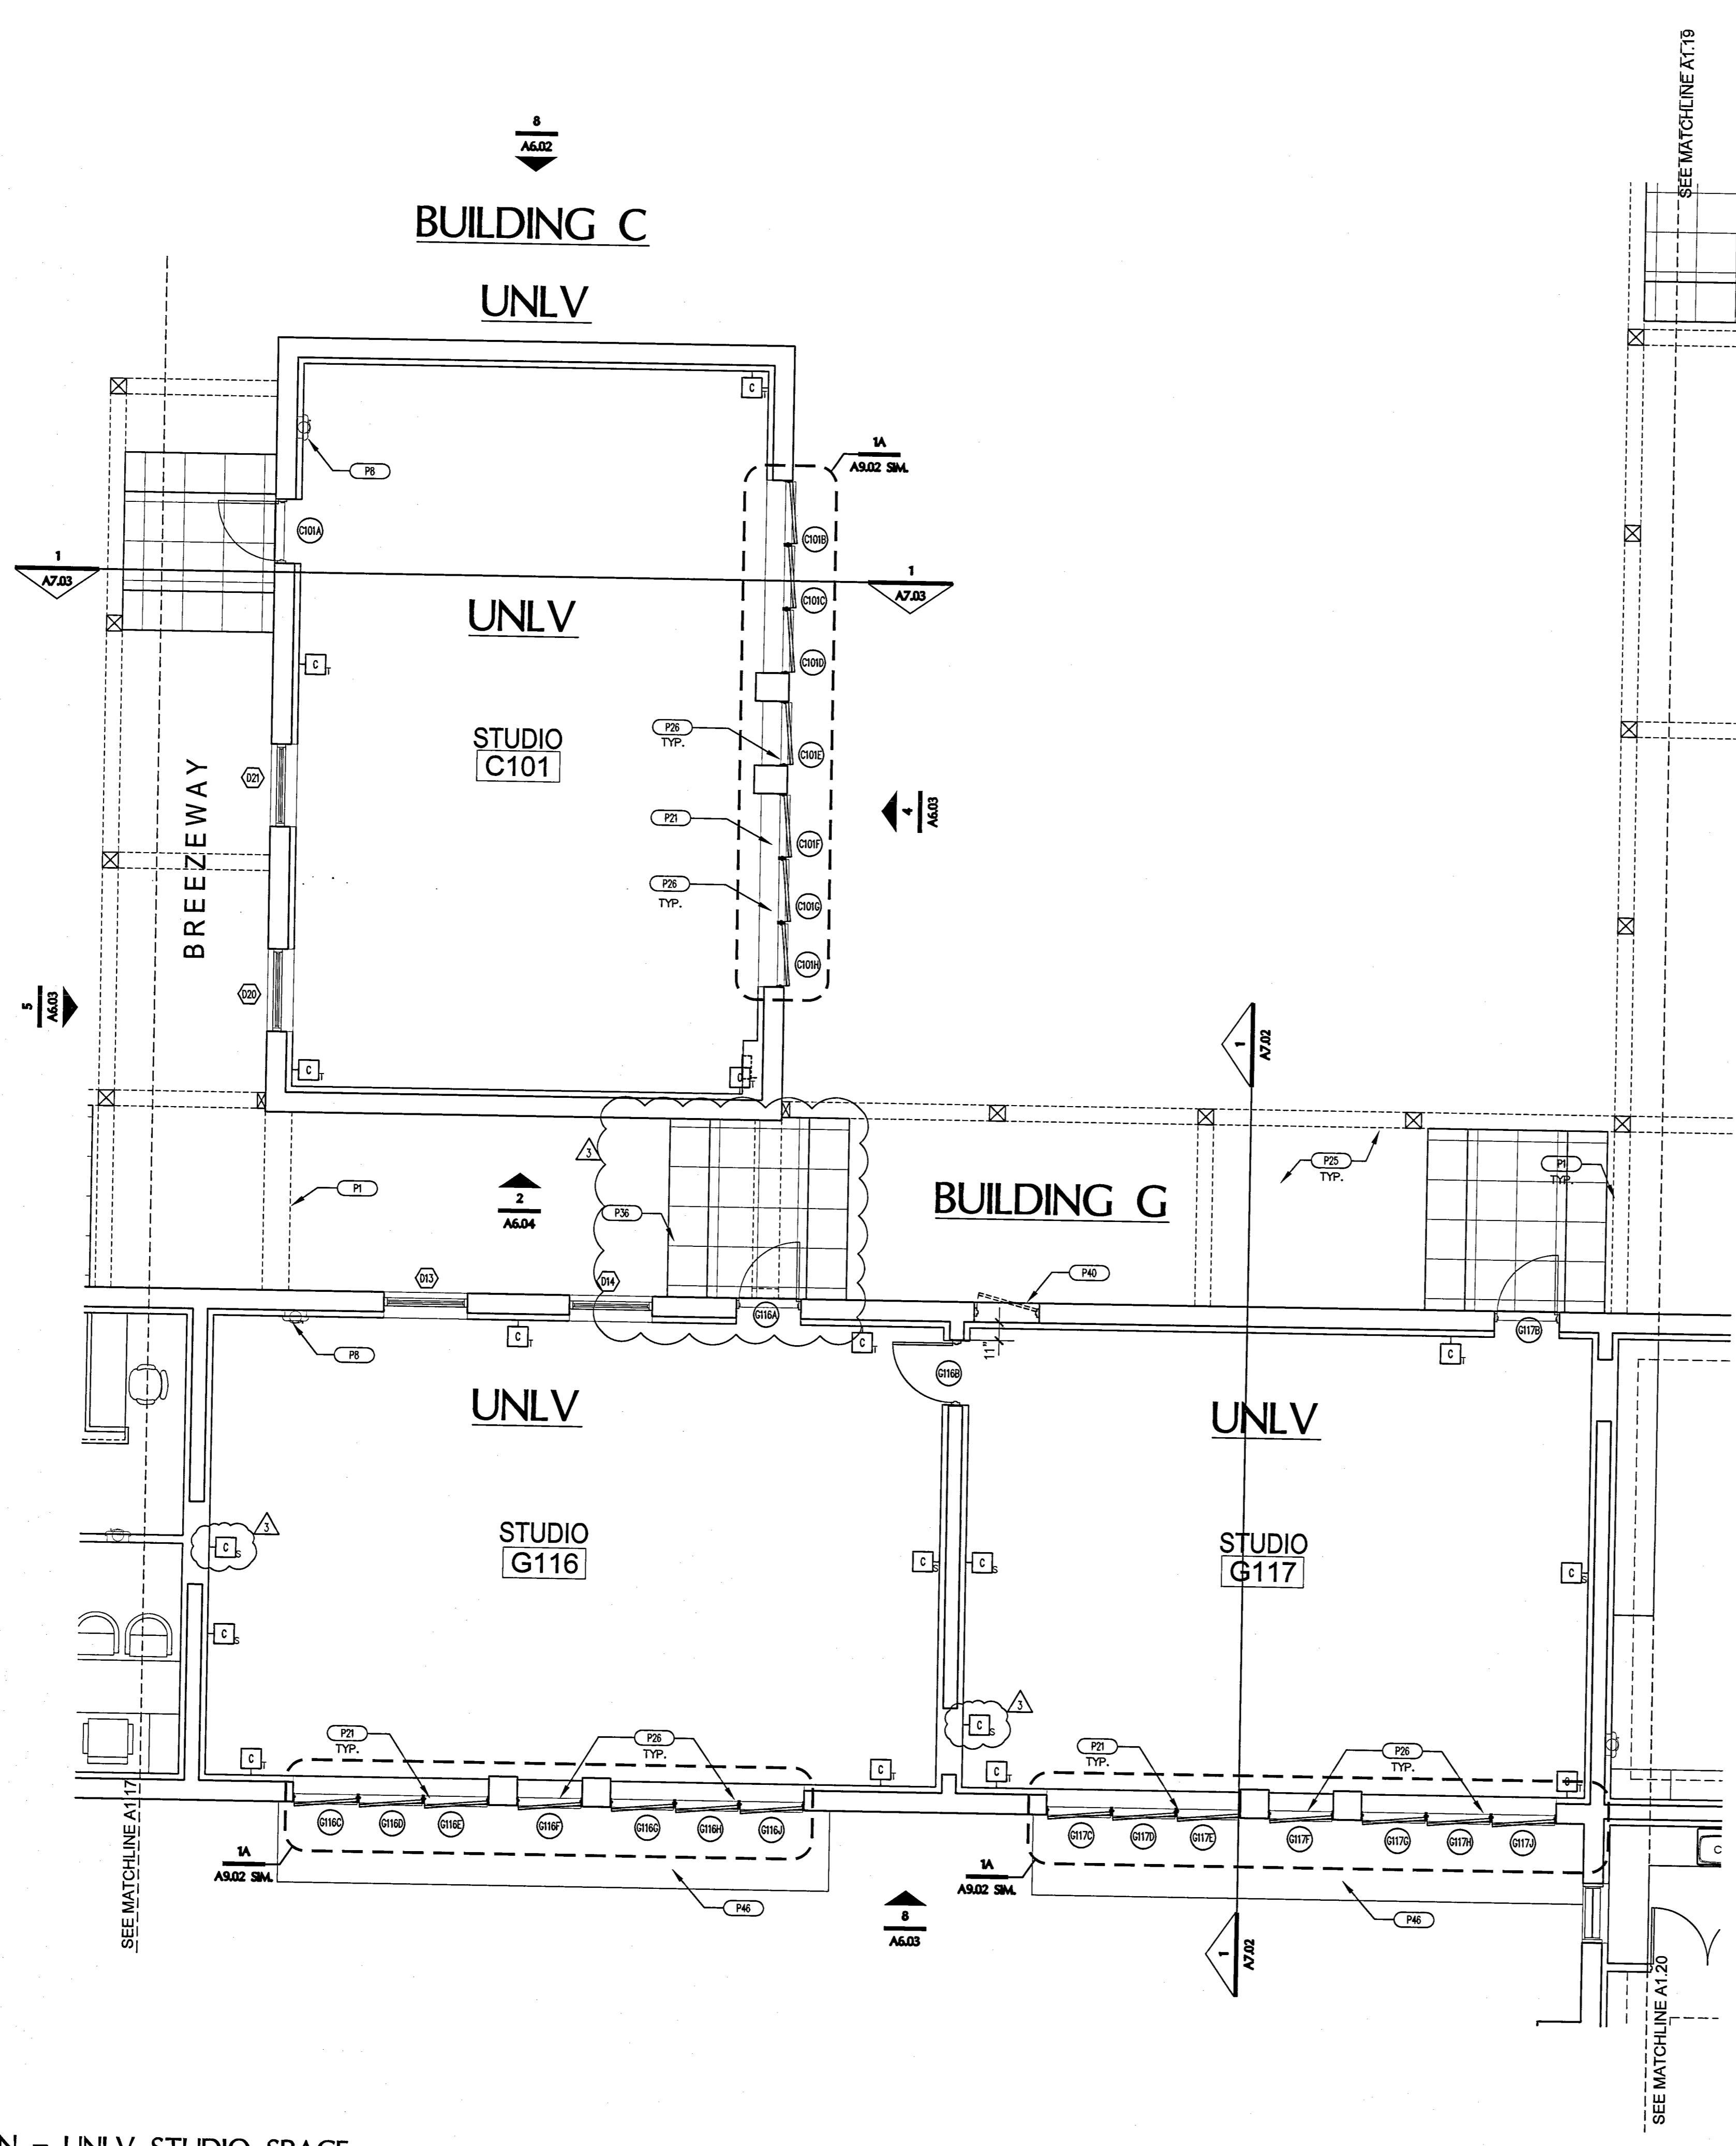 SEE MATCHLINE A1.19
8
A6.02
BUILDING C
UNLV
C
T
P8
1A
A9.02 SIM.
C101A
C101B
1
A7.03
1
A7.03
C101C
UNLV
C101D
C
T
P26
TYP.
STUDIO
C101
C101E
D21
BREEZEWAY
P21
4
A6.03
C101F
P26
TYP.
C101G
C101H
D20
5
A6.03
C
T
C
T
1
A7.02
3
P25
TYP.
P1
TYP.
P1
2
A6.04
P36
BUILDING G
D13
D14
P40
G116A
G117B
C
T
C
T
11"
C
T
P8
G116B
UNLV
UNLV
3
STUDIO
G116
STUDIO
G117
C
S
C
S
C
S
C
S
C
S
3
C
S
P21
TYP.
P26
TYP.
P21
TYP.
P26
TYP.
C
T
C
T
C
T
C
T
G116C
G116D
G116E
G116F
G116G
G116H
G116J
G117C
G117D
G117E
G117F
G117G
G117H
G117J
1A
A9.02 SIM.
1A
A9.02 SIM.
P46
P46
8
A6.03
1
A7.02
SEE MATCHLINE A1.17
SEE MATCHLINE A1.20
N - UNLV STUDIO SPACE